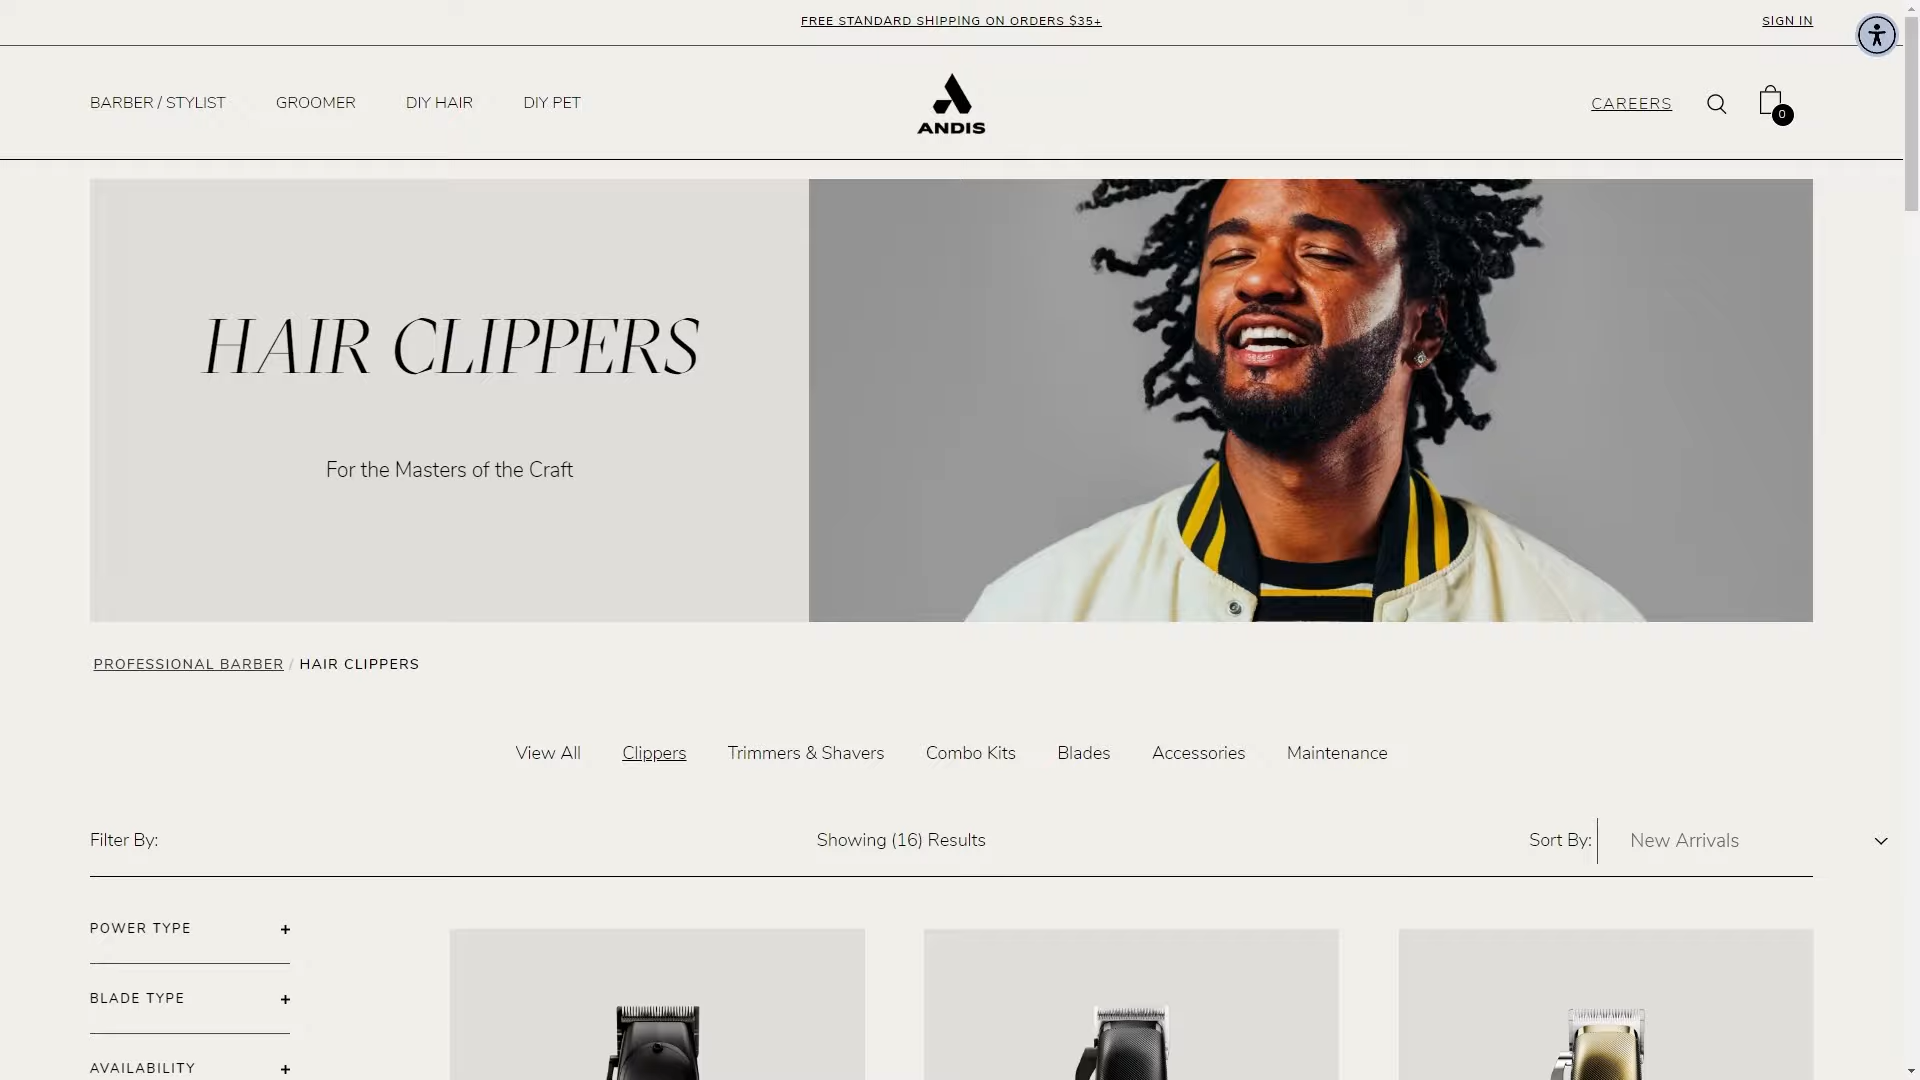 FREE STANDARD SHIPPING ON ORDERS $35+
SIGN IN
BARBER / STYLIST
GROOMER
DIY HAIR
DIY PET
ANDIS
CAREERS
0
HAIR CLIPPERS
For the Masters of the Craft
PROFESSIONAL BARBER / HAIR CLIPPERS
View All
Clippers
Trimmers & Shavers
Combo Kits
Blades
Accessories
Maintenance
Filter By:
Showing (16) Results
Sort By:
New Arrivals
POWER TYPE +
BLADE TYPE +
AVAILABILITY +